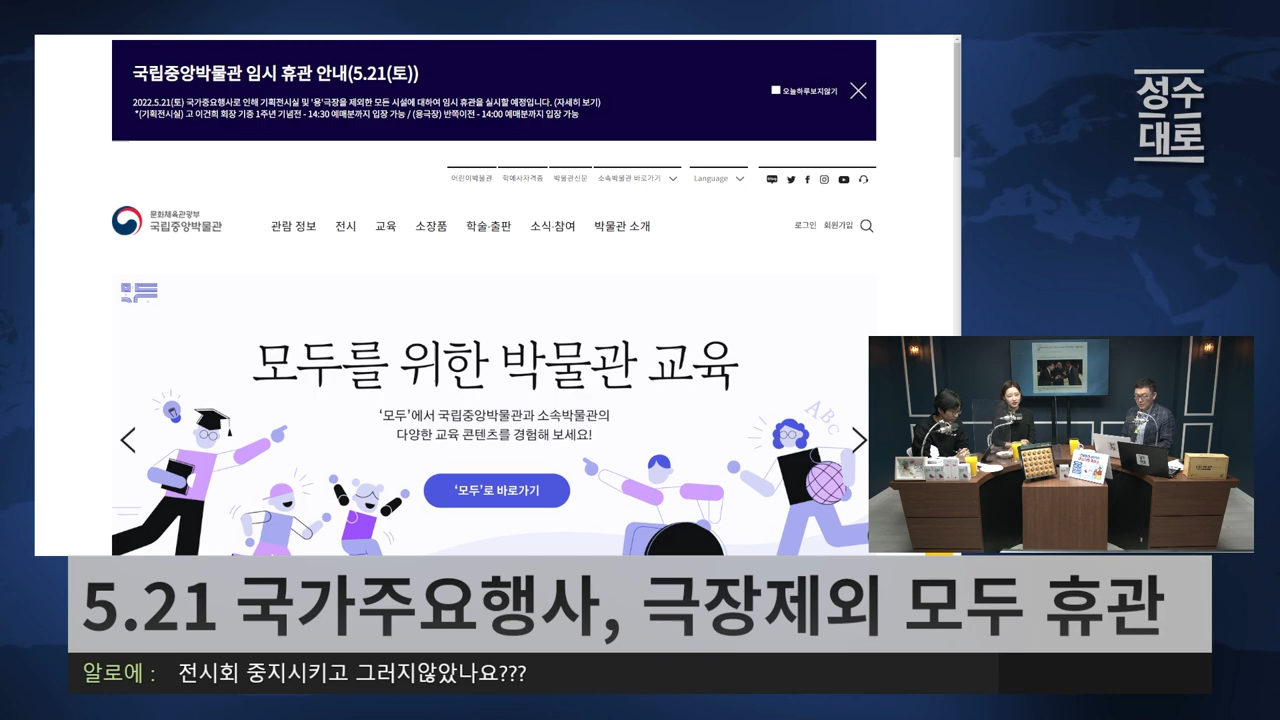 국립중앙박물관 임시 휴관 안내(5.21(토))
2022.5.21(토) 국가주요행사로 인해 기획전시실 및 '용'극장을 제외한 모든 시설에 대하여 임시 휴관을 실시할 예정입니다. (자세히 보기)
*(기획전시실) 고 이건희 회장 기증 1주년 기념전 - 14:30 예매분까지 입장 가능 / (용극장) 반쪽이전 - 14:00 예매분까지 입장 가능
오늘하루보지않기
성수
대로
어린이박물관 학예사자격증 박물관신문 소속박물관 바로가기 Language
문화체육관광부
국립중앙박물관
관람 정보 전시 교육 소장품 학술·출판 소식·참여 박물관 소개
로그인 회원가입
모두
모두를 위한 박물관 교육
'모두'에서 국립중앙박물관과 소속박물관의
다양한 교육 콘텐츠를 경험해 보세요!
ABC
'모두'로 바로가기
5.21 국가주요행사, 극장제외 모두 휴관
알로에 : 전시회 중지시키고 그러지않았나요???